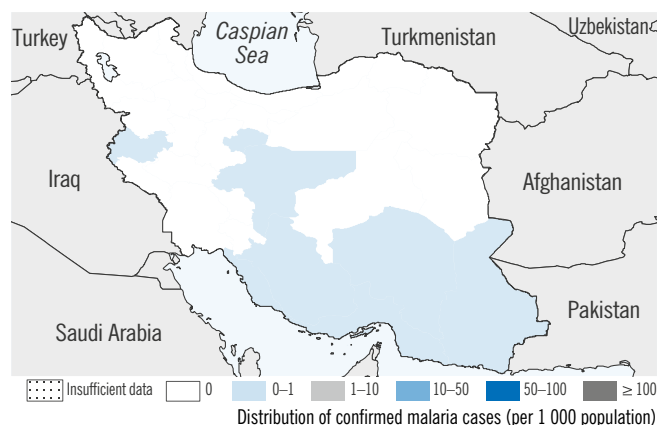 Turkey
Caspian
Sea
Turkmenistan
Uzbekistan
Iraq
Afghanistan
Pakistan
Saudi Arabia
Insufficient data 0 0–1 1–10 10–50 50–100 ≥ 100
Distribution of confirmed malaria cases (per 1 000 population)